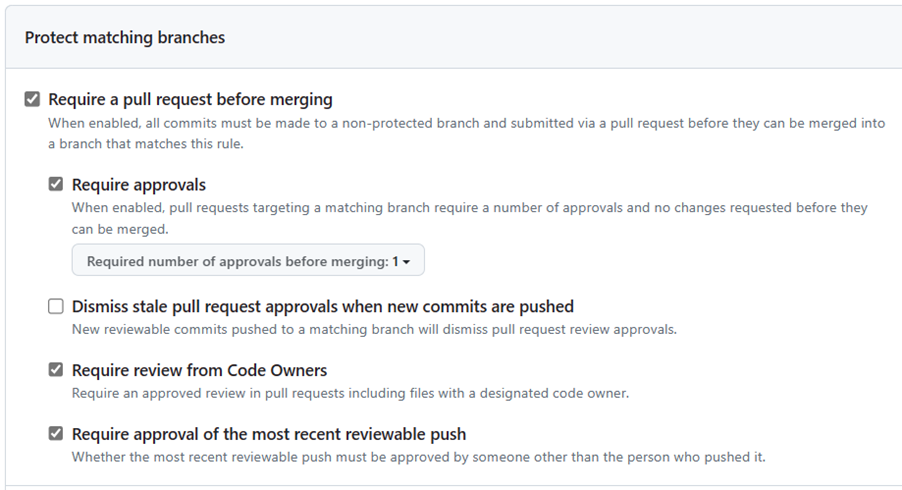 Protect matching branches
Require a pull request before merging
When enabled, all commits must be made to a non-protected branch and submitted via a pull request before they can be merged into
a branch that matches this rule.
Require approvals
When enabled, pull requests targeting a matching branch require a number of approvals and no changes requested before they
can be merged.
Required number of approvals before merging: 1
Dismiss stale pull request approvals when new commits are pushed
New reviewable commits pushed to a matching branch will dismiss pull request review approvals.
Require review from Code Owners
Require an approved review in pull requests including files with a designated code owner.
Require approval of the most recent reviewable push
Whether the most recent reviewable push must be approved by someone other than the person who pushed it.